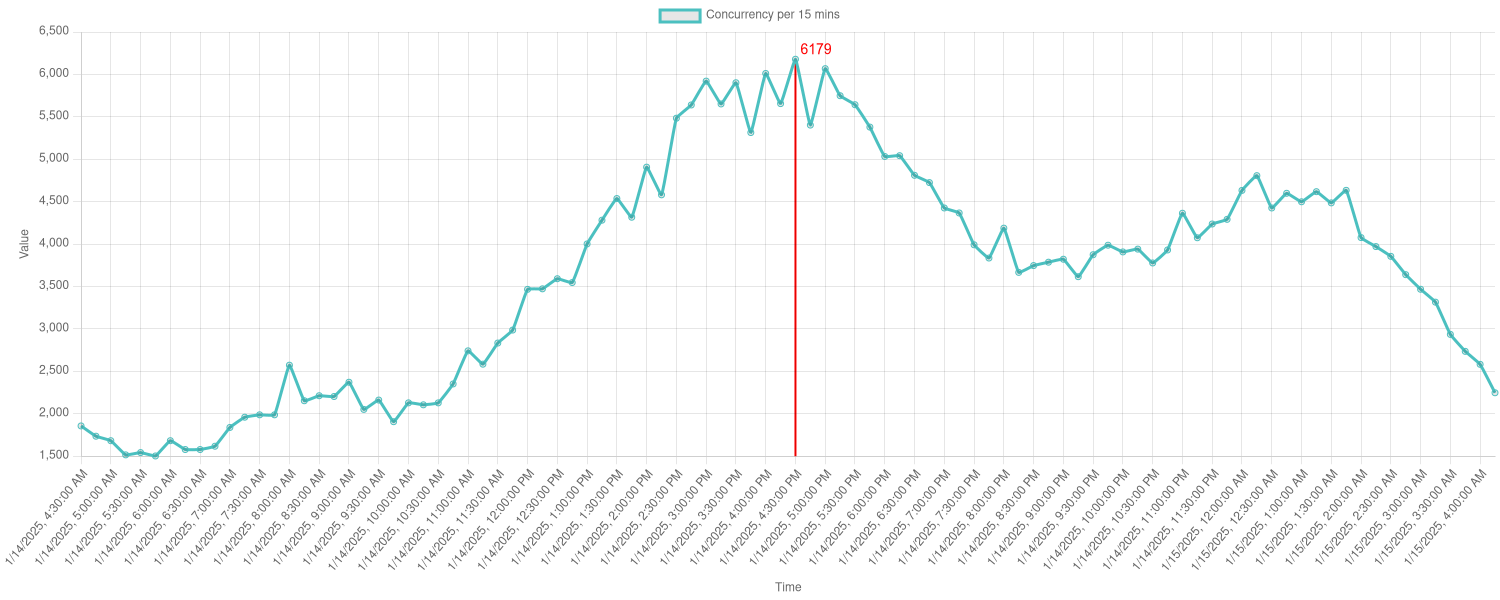 Concurrency per 15 mins
6,500
6179
6,000
5,500
5,000
4,500
4,000
Value
3,500
3,000
2,500
2,000
1,500
1/14/2025, 4:30:00 AM
1/14/2025, 5:00:00 AM
1/14/2025, 5:30:00 AM
1/14/2025, 6:00:00 AM
1/14/2025, 6:30:00 AM
1/14/2025, 7:00:00 AM
1/14/2025, 7:30:00 AM
1/14/2025, 8:00:00 AM
1/14/2025, 8:30:00 AM
1/14/2025, 9:00:00 AM
1/14/2025, 9:30:00 AM
1/14/2025, 10:00:00 AM
1/14/2025, 10:30:00 AM
1/14/2025, 11:00:00 AM
1/14/2025, 11:30:00 AM
1/14/2025, 12:00:00 PM
1/14/2025, 12:30:00 PM
1/14/2025, 1:00:00 PM
1/14/2025, 1:30:00 PM
1/14/2025, 2:00:00 PM
1/14/2025, 2:30:00 PM
1/14/2025, 3:00:00 PM
1/14/2025, 3:30:00 PM
1/14/2025, 4:00:00 PM
1/14/2025, 4:30:00 PM
1/14/2025, 5:00:00 PM
1/14/2025, 5:30:00 PM
1/14/2025, 6:00:00 PM
1/14/2025, 6:30:00 PM
1/14/2025, 7:00:00 PM
1/14/2025, 7:30:00 PM
1/14/2025, 8:00:00 PM
1/14/2025, 8:30:00 PM
1/14/2025, 9:00:00 PM
1/14/2025, 9:30:00 PM
1/14/2025, 10:00:00 PM
1/14/2025, 10:30:00 PM
1/14/2025, 11:00:00 PM
1/14/2025, 11:30:00 PM
1/15/2025, 12:00:00 AM
1/15/2025, 12:30:00 AM
1/15/2025, 1:00:00 AM
1/15/2025, 1:30:00 AM
1/15/2025, 2:00:00 AM
1/15/2025, 2:30:00 AM
1/15/2025, 3:00:00 AM
1/15/2025, 3:30:00 AM
1/15/2025, 4:00:00 AM
Time